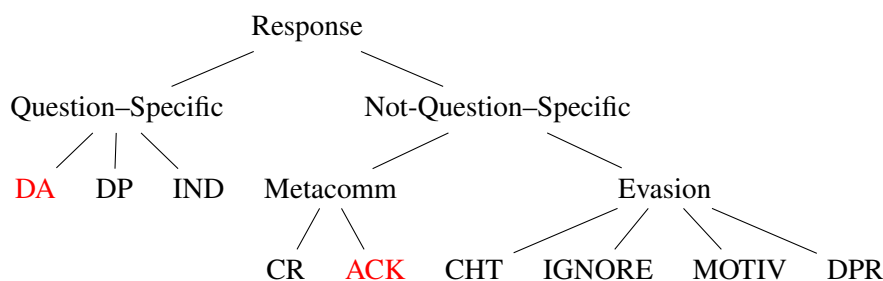 Response
Question–Specific Not-Question–Specific
DA DP IND Metacomm Evasion
CR ACK CHT IGNORE MOTIV DPR